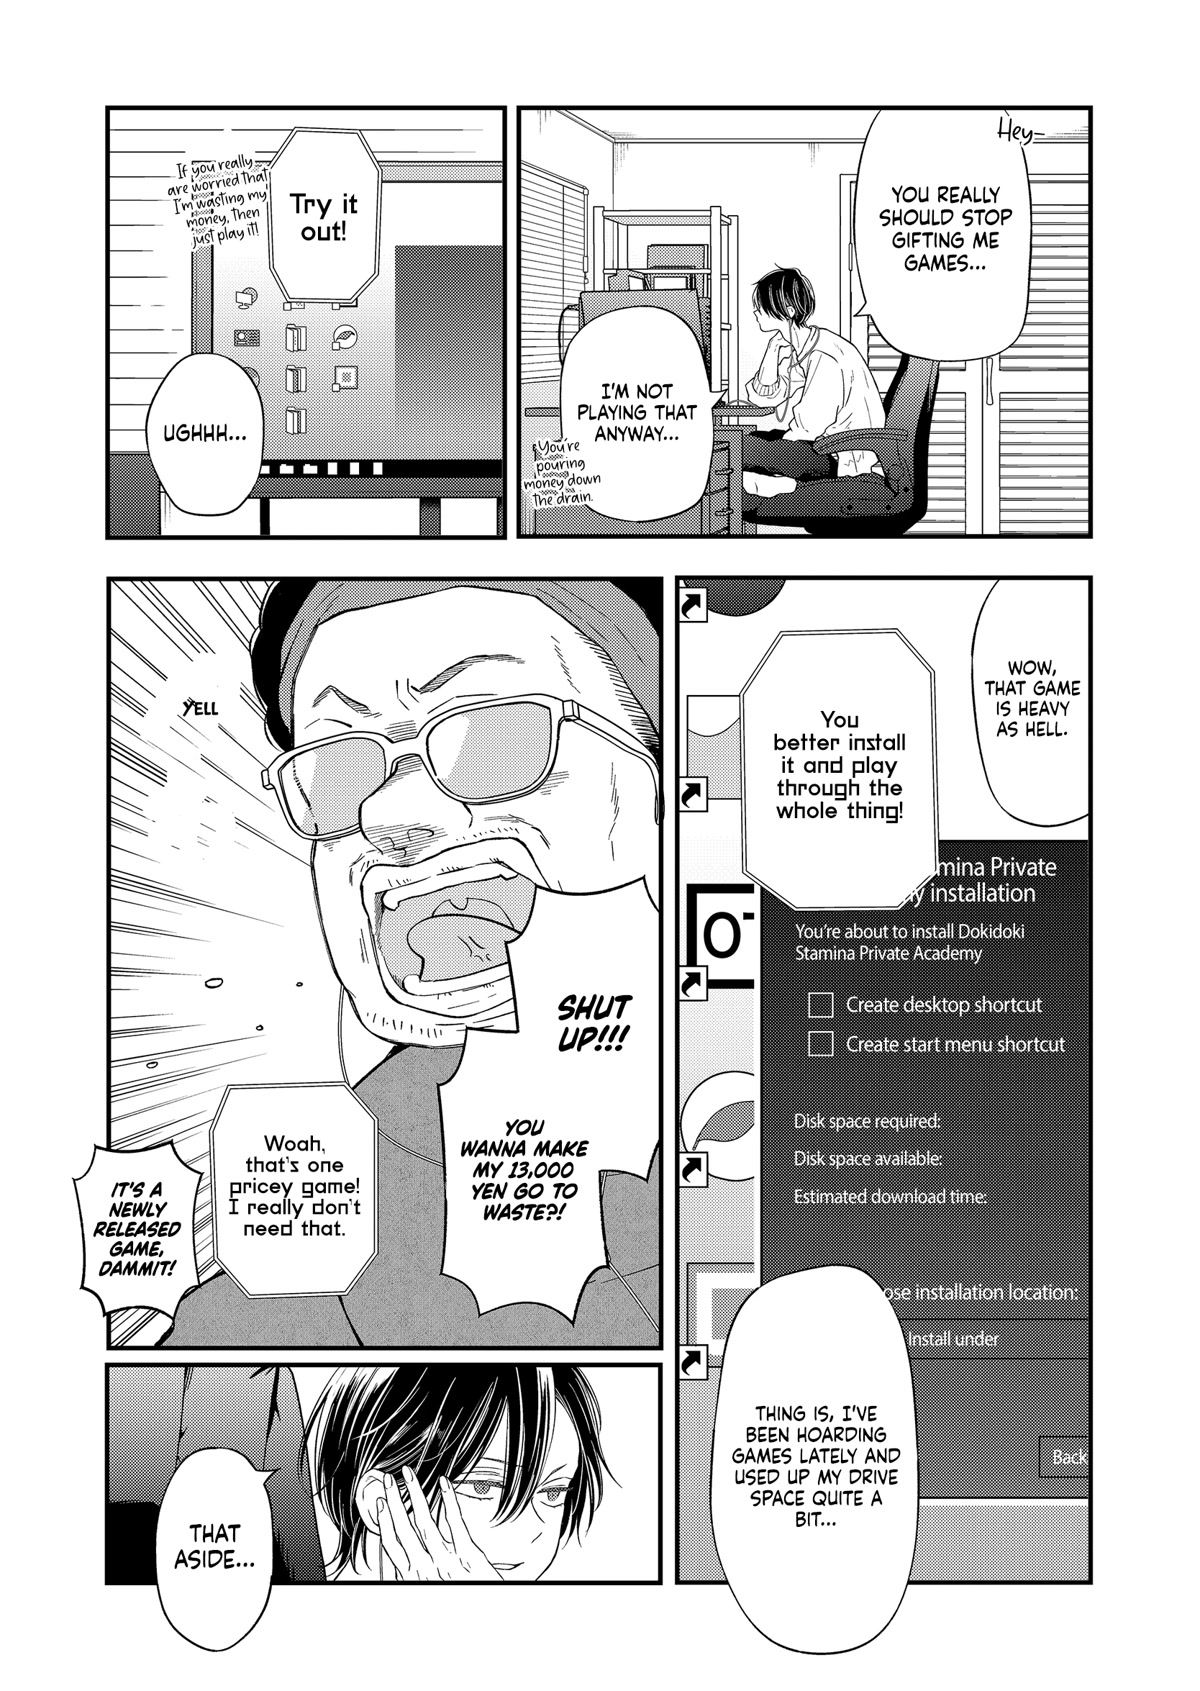 Hey—
YOU REALLY
SHOULD STOP
GIFTING ME
GAMES...
I'M NOT
PLAYING THAT
ANYWAY...
You're
pouring
money down
the drain.
Try it
out!
If you really
are worried that
I'm wasting my
money, then
just play it!
UGHHH...
WOW,
THAT GAME
IS HEAVY
AS HELL.
You
better install
it and play
through the
whole thing!
amina Private
y installation
You're about to install Dokidoki
Stamina Private Academy
Create desktop shortcut
Create start menu shortcut
Disk space required:
Disk space available:
Estimated download time:
ose installation location:
Install under
Back
THING IS, I'VE
BEEN HOARDING
GAMES LATELY AND
USED UP MY DRIVE
SPACE QUITE A
BIT...
YELL
SHUT
UP!!!
YOU
WANNA MAKE
MY 13,000
YEN GO TO
WASTE?!
Woah,
that's one
pricey game!
I really don't
need that.
IT'S A
NEWLY
RELEASED
GAME,
DAMMIT!
THAT
ASIDE...